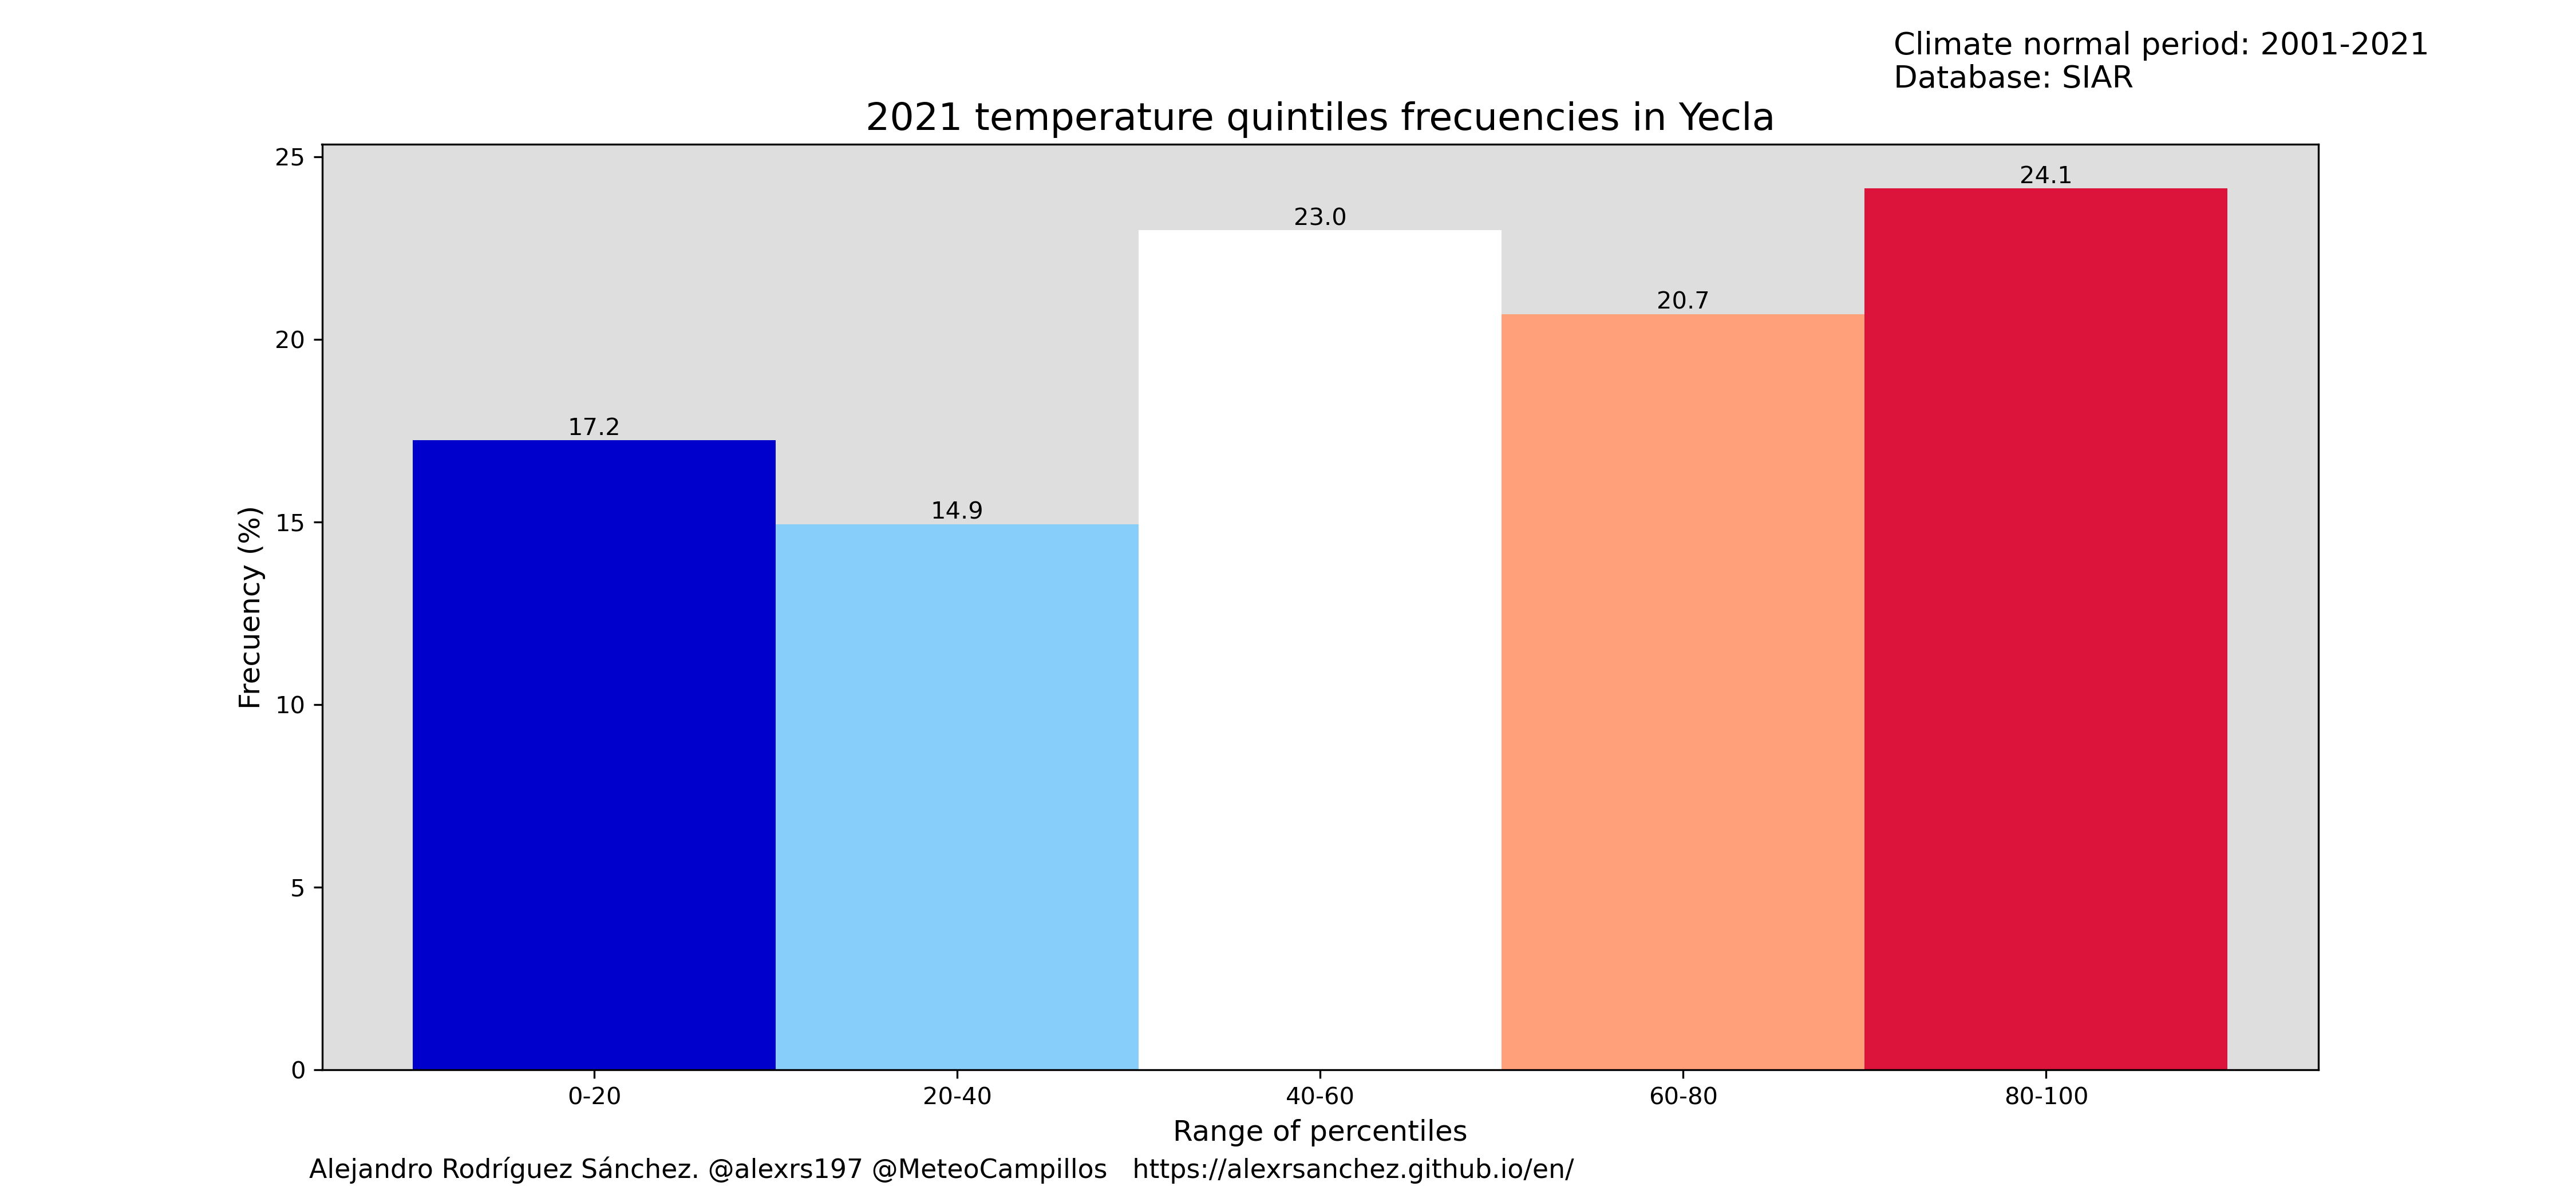 Climate normal period: 2001-2021
Database: SIAR
2021 temperature quintiles frecuencies in Yecla
25
20
15
10
5
0
Frecuency (%)
17.2
14.9
23.0
20.7
24.1
0-20
20-40
40-60
60-80
80-100
Range of percentiles
Alejandro Rodríguez Sánchez. @alexrs197 @MeteoCampillos https://alexrsanchez.github.io/en/